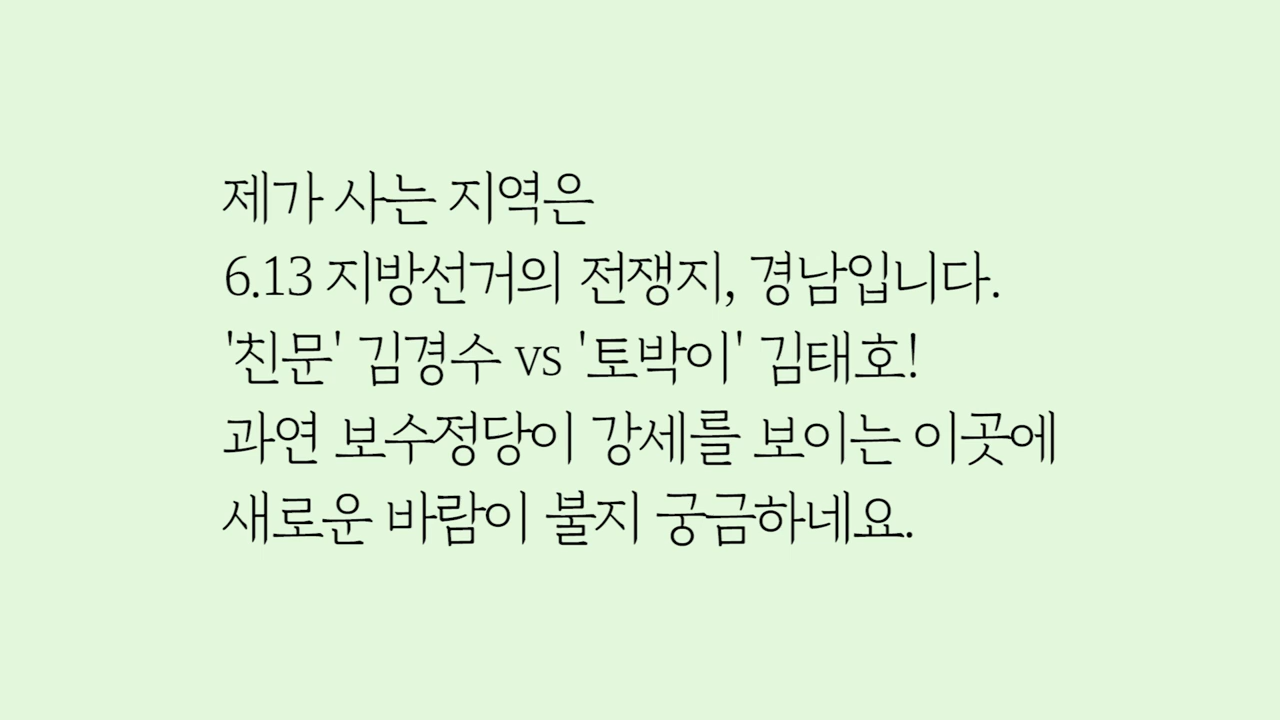 제가 사는 지역은
6.13 지방선거의 전쟁지, 경남입니다.
'친문' 김경수 vs '토박이' 김태호!
과연 보수정당이 강세를 보이는 이곳에
새로운 바람이 불지 궁금하네요.